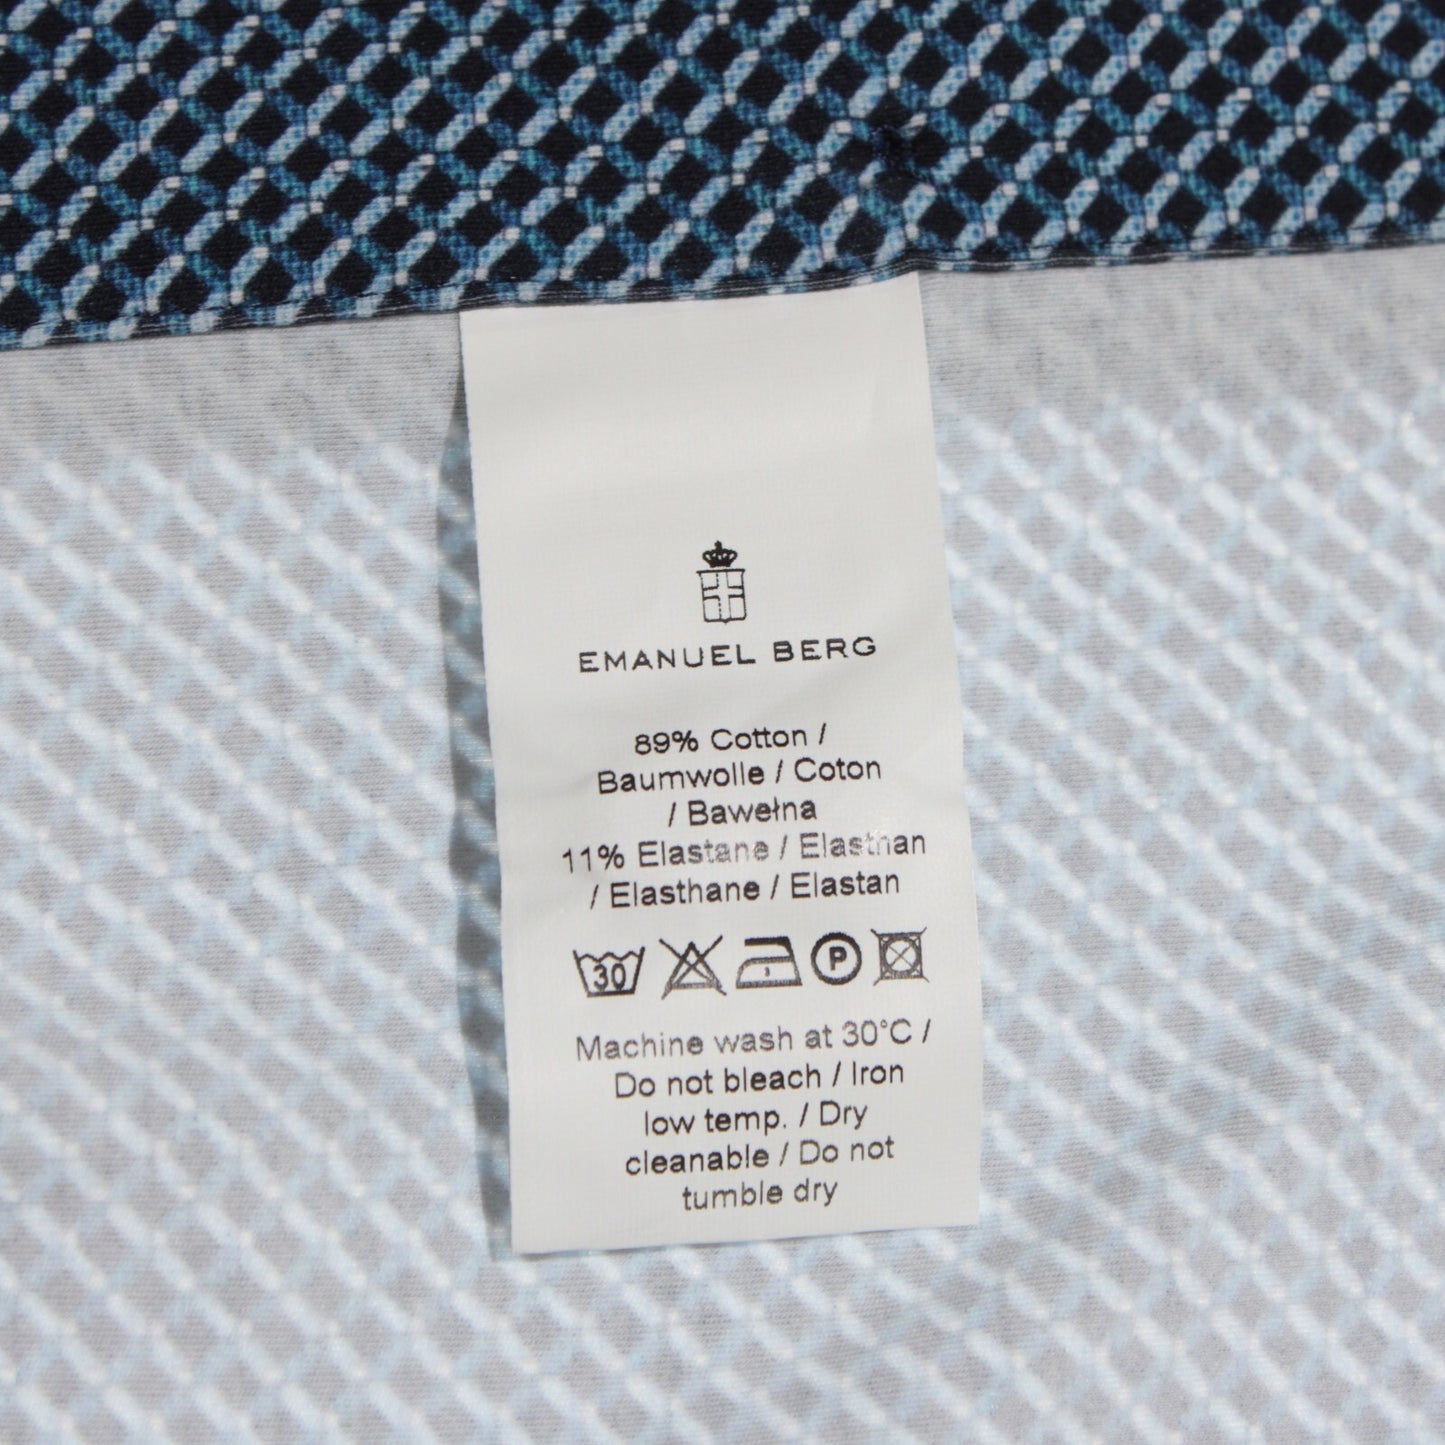 EMANUEL BERG
89% Cotton /
Baumwolle / Coton
/ Bawełna
11% Elastane / Elasthan
/ Elasthane / Elastan
30 P
Machine wash at 30°C /
Do not bleach / Iron
low temp. / Dry
cleanable / Do not
tumble dry